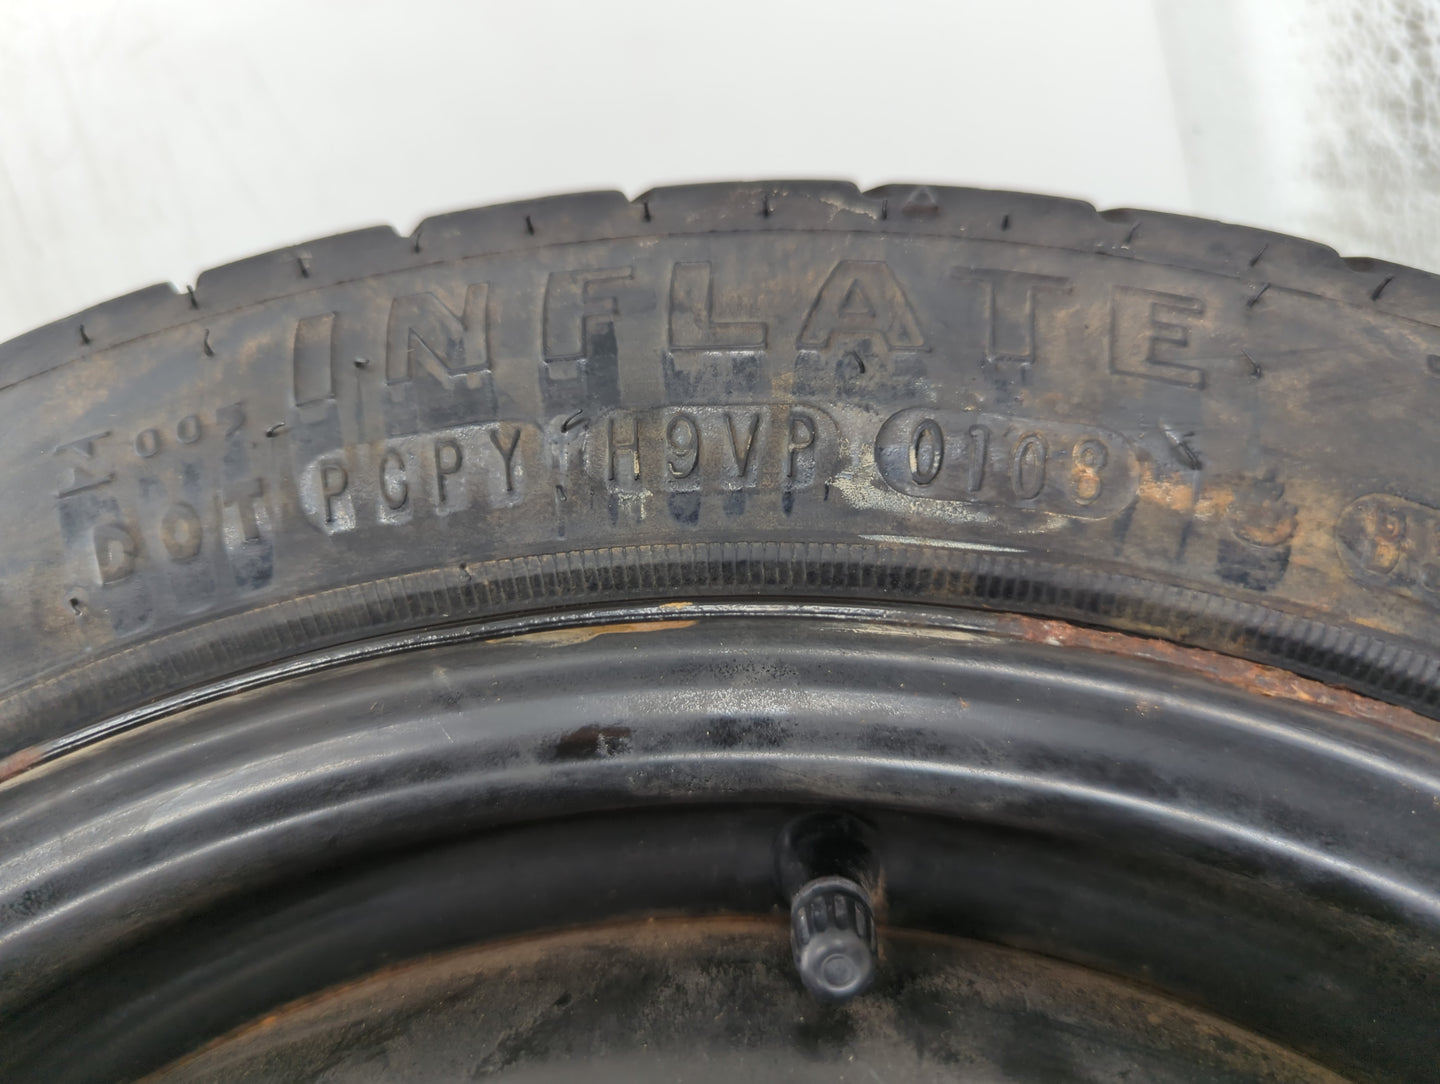 INFLATE
DOT PCPY H9VP 0108